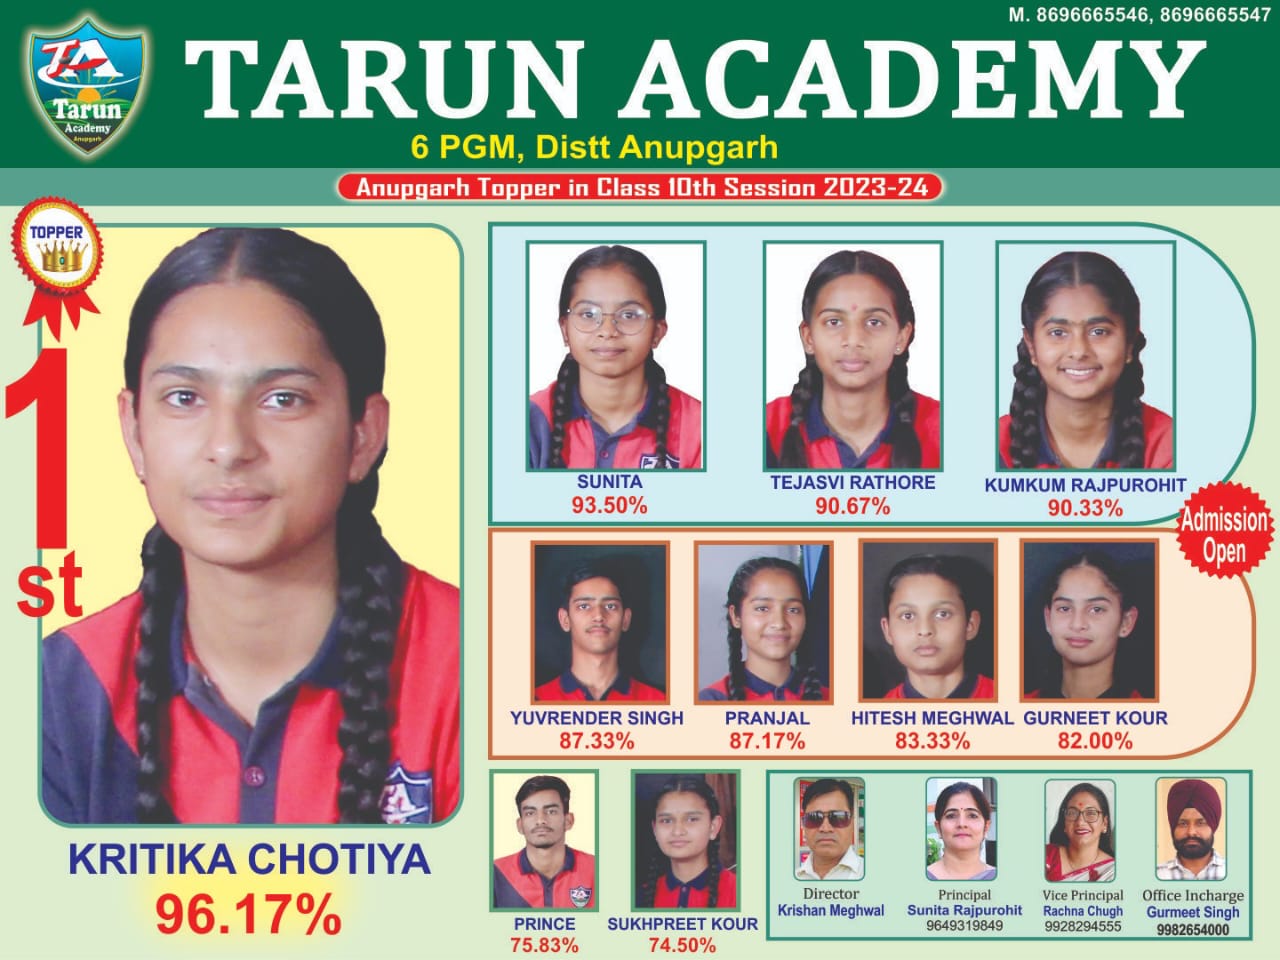 M. 8696665546, 8696665547
TA
Tarun
Academy
Anupgarh
TARUN ACADEMY
6 PGM, Distt Anupgarh
Anupgarh Topper in Class 10th Session 2023-24
TOPPER
1st
KRITIKA CHOTIYA
96.17%
SUNITA
93.50%
TEJASVI RATHORE
90.67%
KUMKUM RAJPUROHIT
90.33%
Admission
Open
YUVRENDER SINGH
87.33%
PRANJAL
87.17%
HITESH MEGHWAL
83.33%
GURNEET KOUR
82.00%
PRINCE
75.83%
SUKHPREET KOUR
74.50%
Director
Krishan Meghwal
Principal
Sunita Rajpurohit
9649319849
Vice Principal
Rachna Chugh
9928294555
Office Incharge
Gurmeet Singh
9982654000